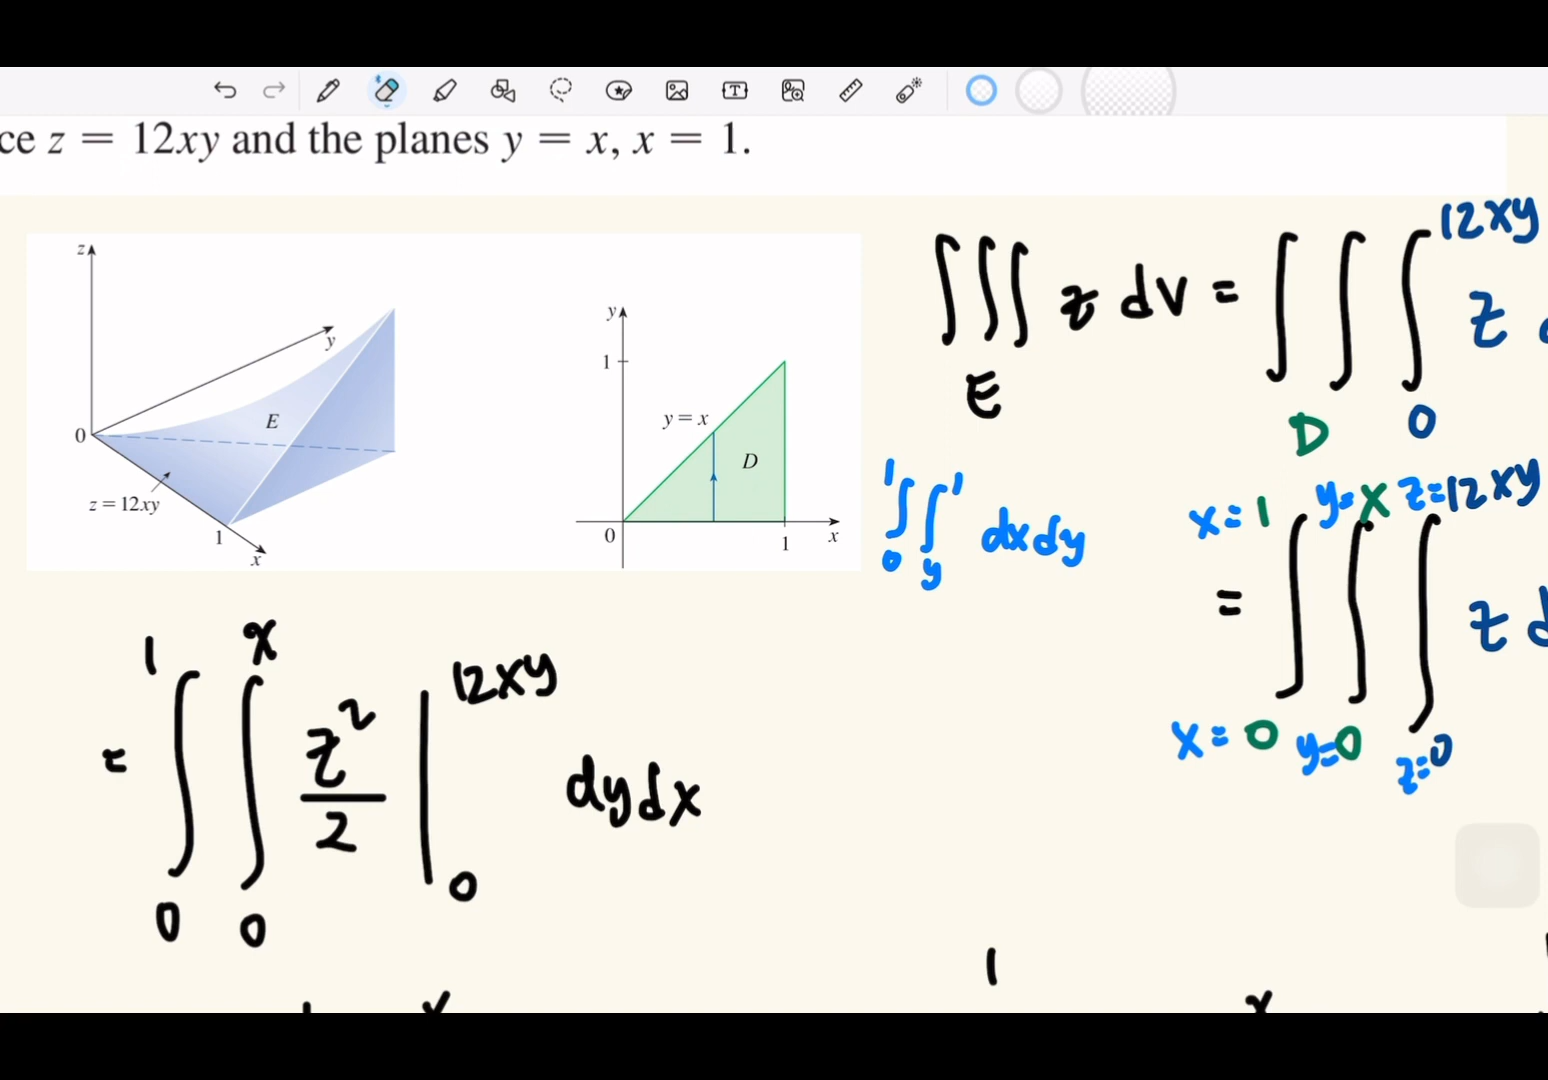 ce z = 12xy and the planes y = x, x = 1.
z
y
E
0
z = 12xy
1
x
y
1
y = x
D
0
1
x
∫∫∫ z dV = ∫∫∫ z
E
D
0
12xy
1
∫∫ dxdy
0 y
1
x=1 y=x z=12xy
= ∫∫∫ z d
x=0 y=0 z=0
1 x
= ∫∫ z²/2 | dydx
12xy
0
0 0
1
x
x